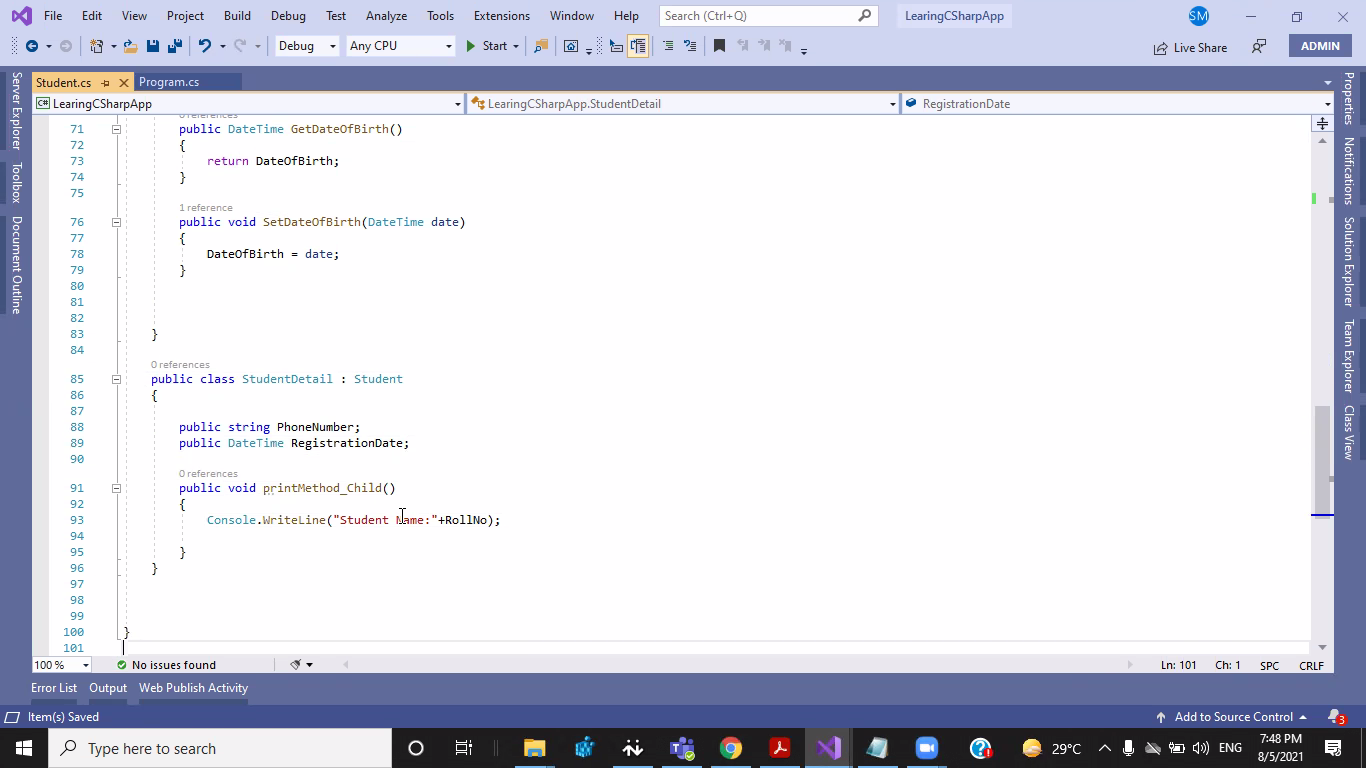 File Edit View Project Build Debug Test Analyze Tools Extensions Window Help Search (Ctrl+Q) LearingCSharpApp SM
Debug Any CPU Start Live Share ADMIN
Student.cs Program.cs
LearingCSharpApp LearingCSharpApp.StudentDetail RegistrationDate
Server Explorer
Toolbox
Document Outline
0 references
71 public DateTime GetDateOfBirth()
72 {
73 return DateOfBirth;
74 }
75
1 reference
76 public void SetDateOfBirth(DateTime date)
77 {
78 DateOfBirth = date;
79 }
80
81
82
83 }
84
0 references
85 public class StudentDetail : Student
86 {
87
88 public string PhoneNumber;
89 public DateTime RegistrationDate;
90
0 references
91 public void printMethod_Child()
92 {
93 Console.WriteLine("Student Name:"+RollNo);
94
95 }
96 }
97
98
99
100 }
101
Properties
Notifications
Solution Explorer
Team Explorer
Class View
100 % No issues found Ln: 101 Ch: 1 SPC CRLF
Error List Output Web Publish Activity
Item(s) Saved Add to Source Control 3
Type here to search 29°C ENG 7:48 PM
8/5/2021